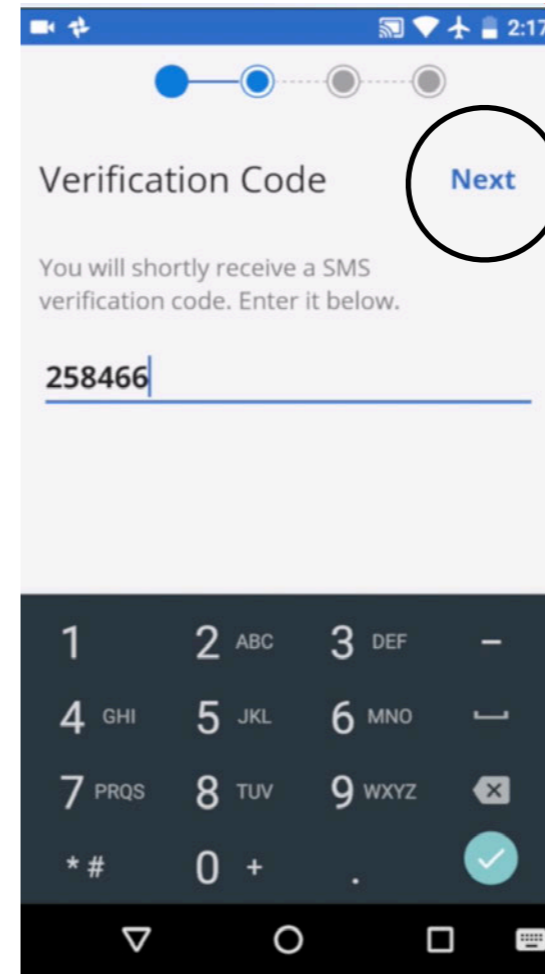 2:17
Verification Code
Next
You will shortly receive a SMS
verification code. Enter it below.
258466
1 2 ABC 3 DEF -
4 GHI 5 JKL 6 MNO
7 PRQS 8 TUV 9 WXYZ
* # 0 + .